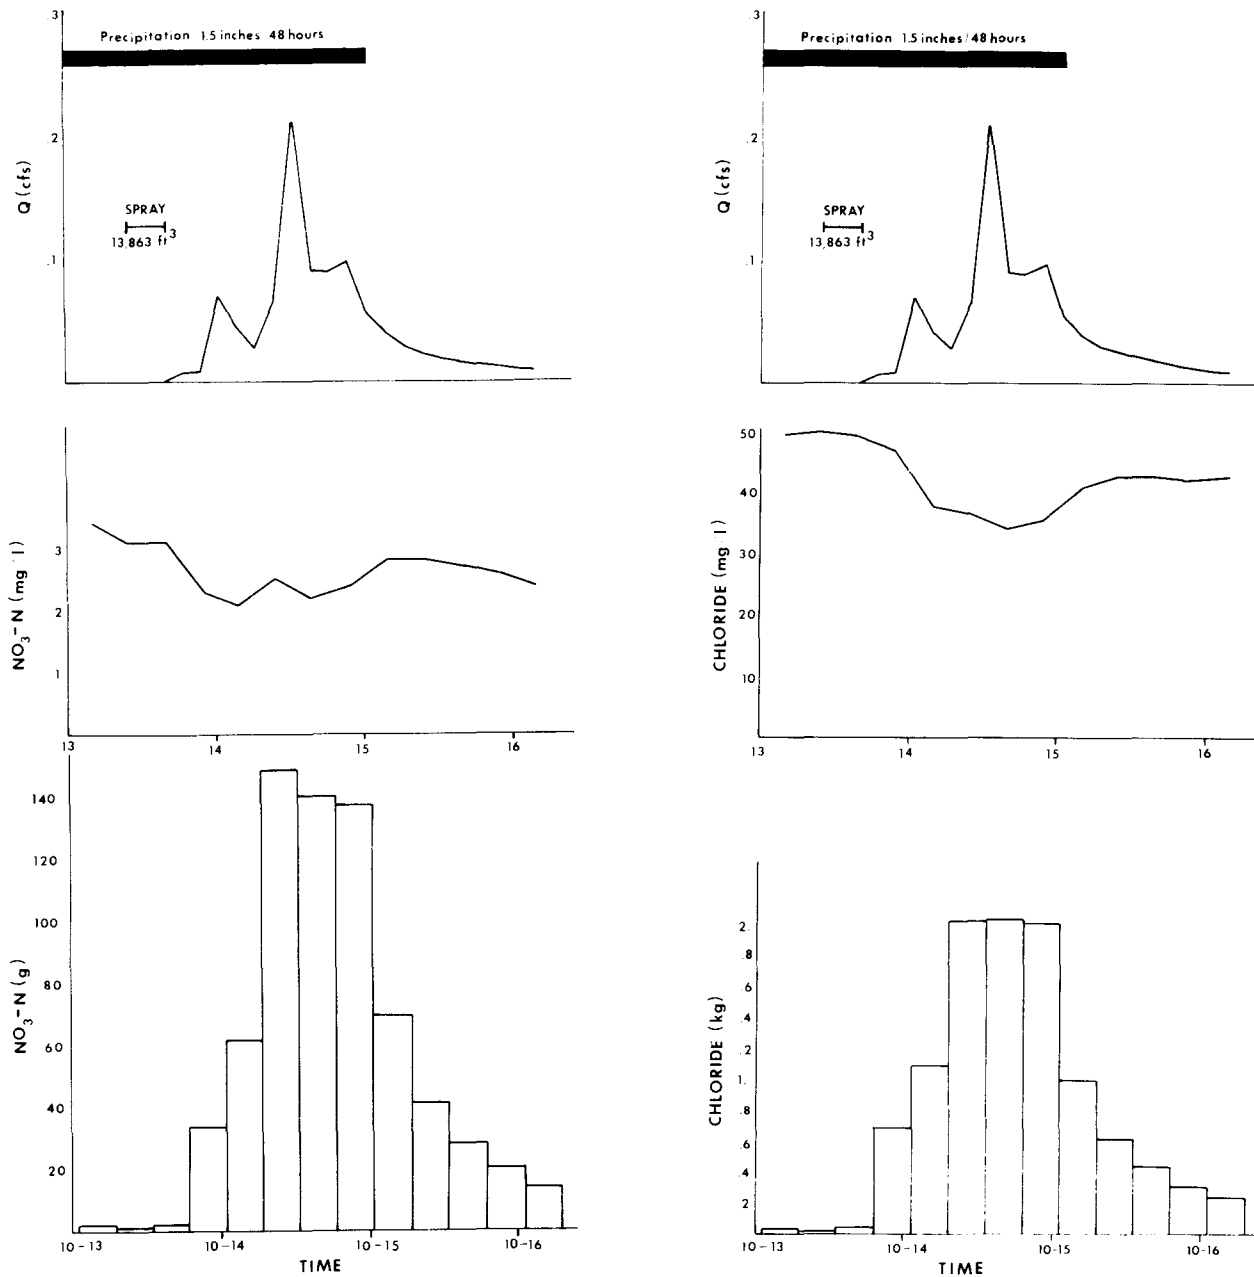 .3
Precipitation 1.5 inches 48 hours
.2
Q (cfs)
SPRAY
13,863 ft³
.1
3
2
1
NO₃-N (mg l)
13 14 15 16
140
120
100
80
60
40
20
NO₃-N (g)
10-13 10-14 10-15 10-16
TIME
.3
Precipitation 1.5 inches/48 hours
.2
Q (cfs)
SPRAY
13,863 ft³
.1
50
40
30
20
10
CHLORIDE (mg l)
13 14 15 16
2.
.8
.6
.4
.2
1.
.8
.6
.4
2
CHLORIDE (kg)
10-13 10-14 10-15 10-16
TIME